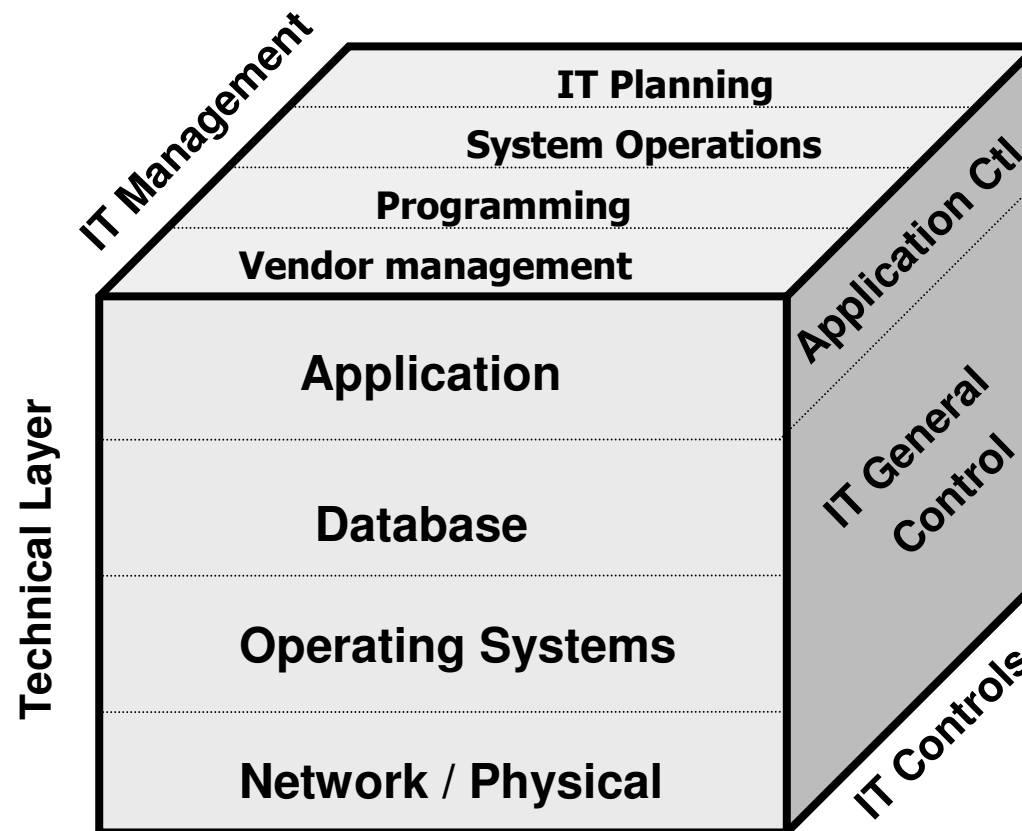 IT Management
IT Planning
System Operations
Programming
Vendor management
Technical Layer
Application
Database
Operating Systems
Network / Physical
Application Ctl
IT General
Control
IT Controls